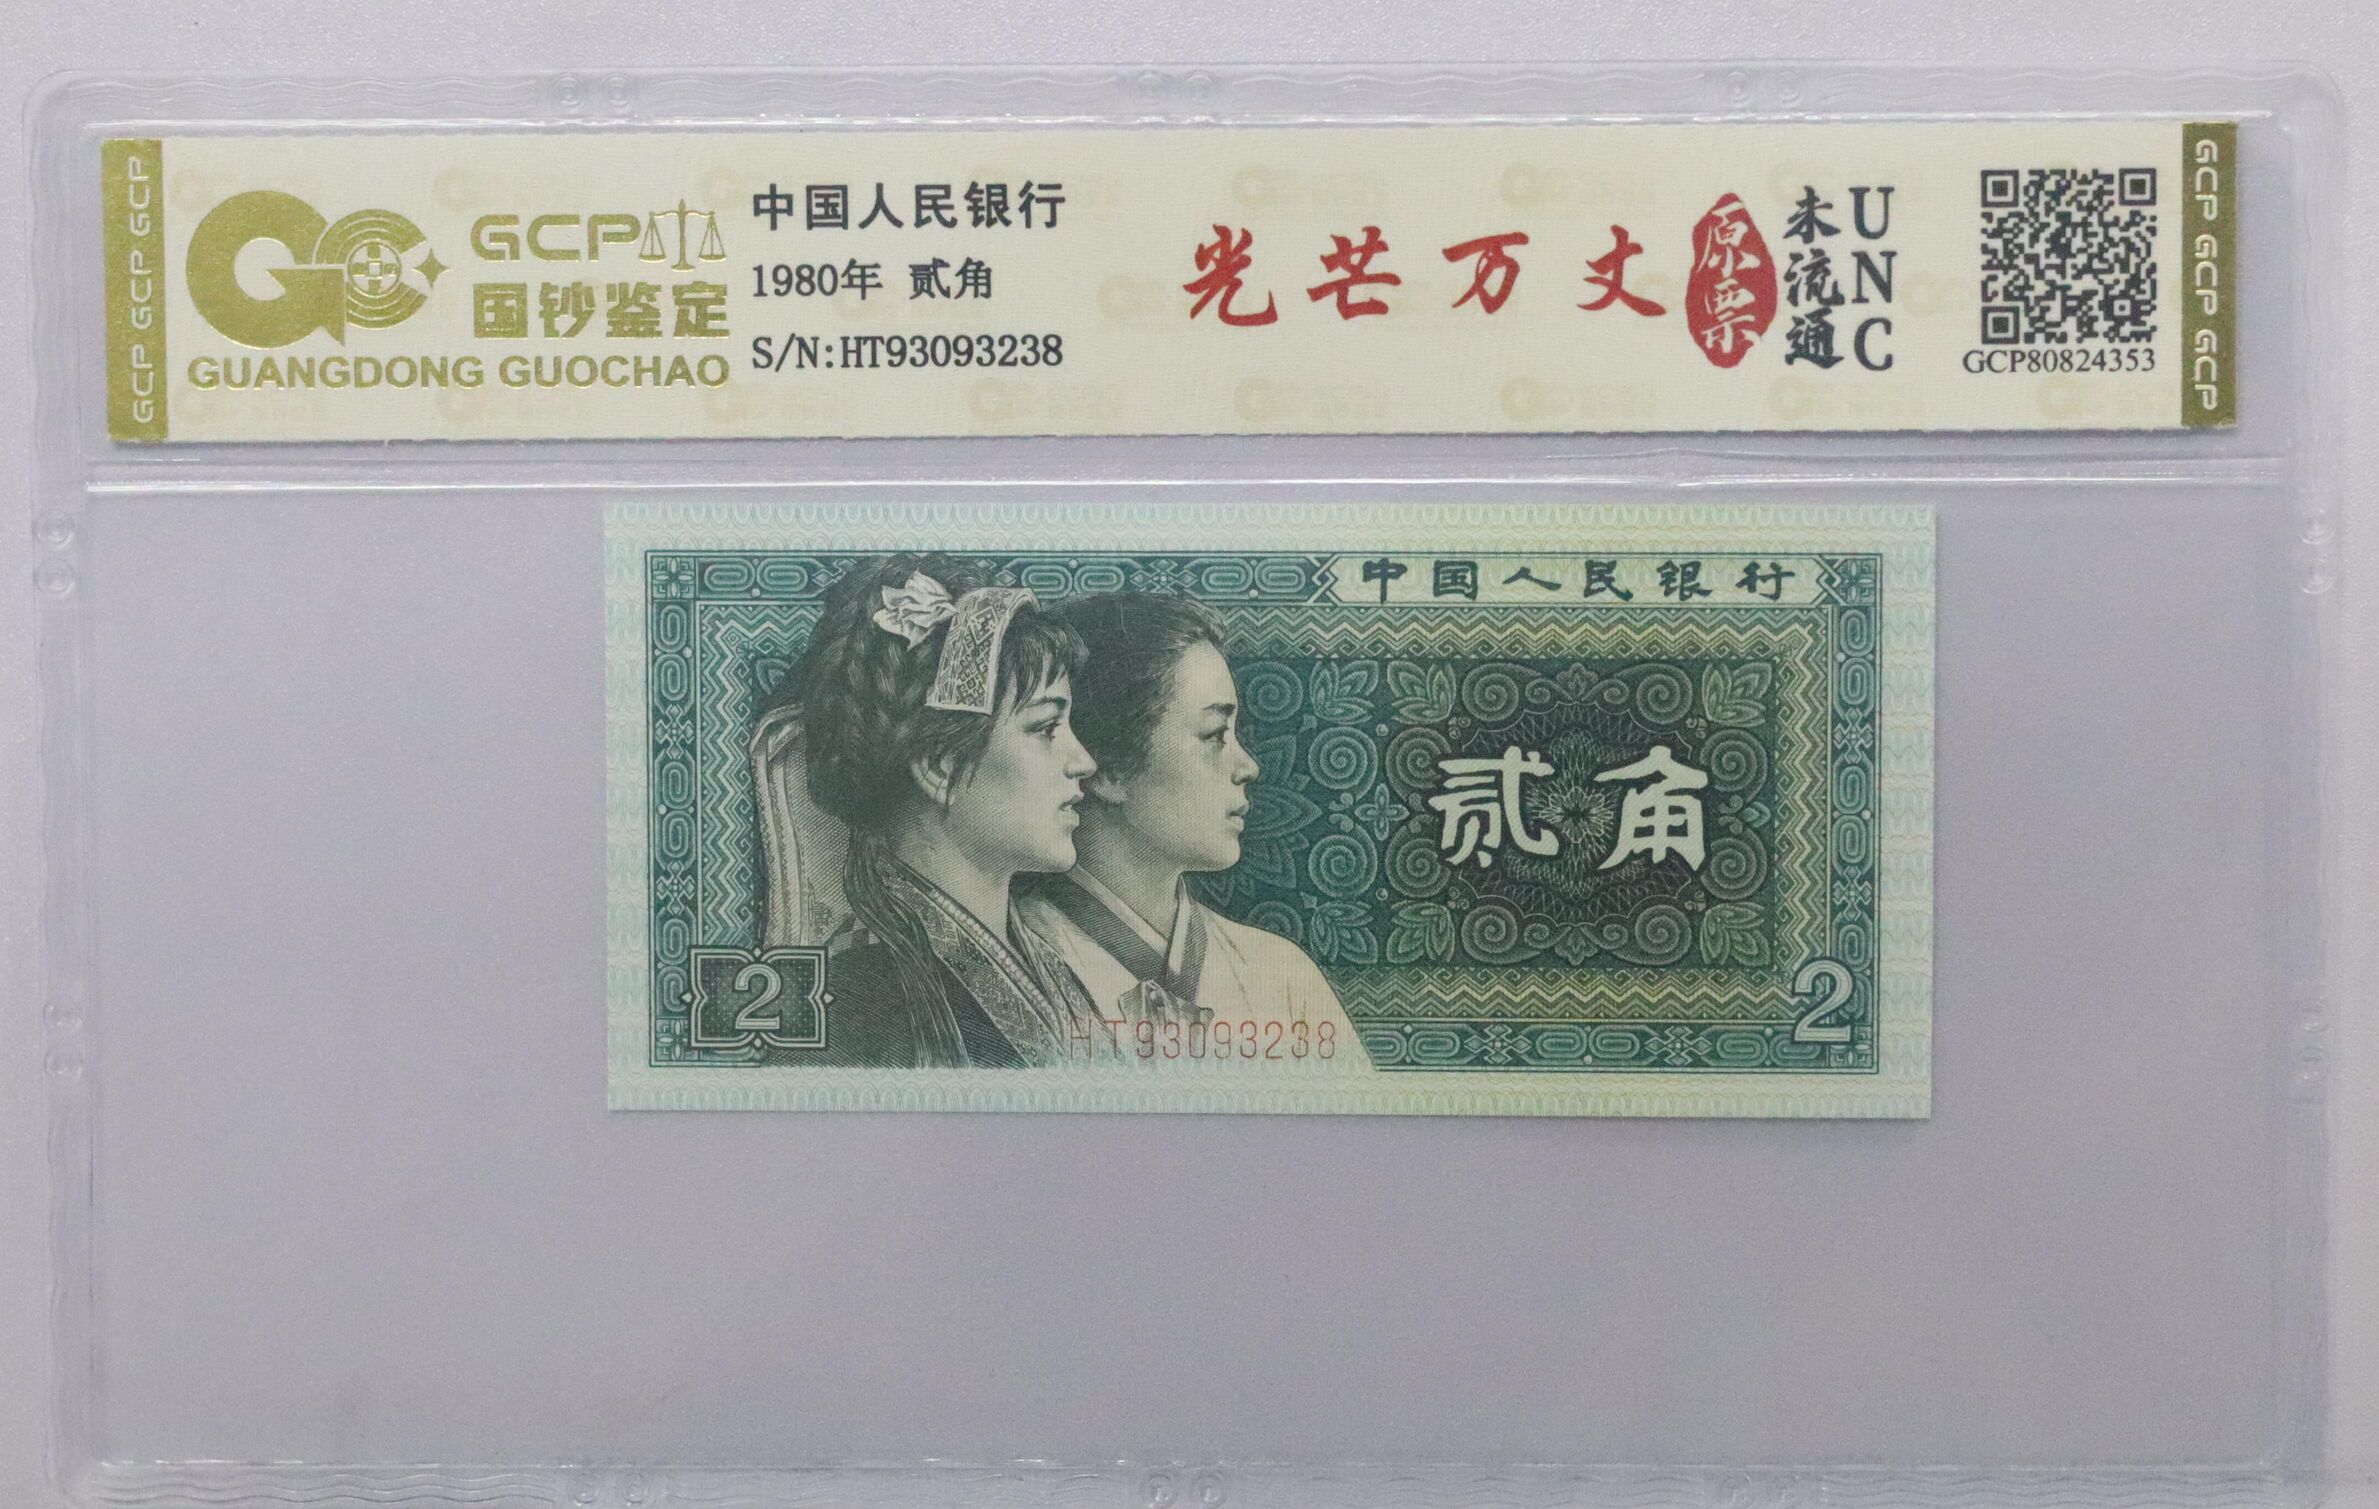 GCP GCP GCP
GCP
国钞鉴定
GUANGDONG GUOCHAO
中国人民银行
1980年 贰角
S/N:HT93093238
光芒万丈
原票
未流通
UNC
GCP80824353
GCP GCP GCP
中国人民银行
贰角
2
HT93093238
2